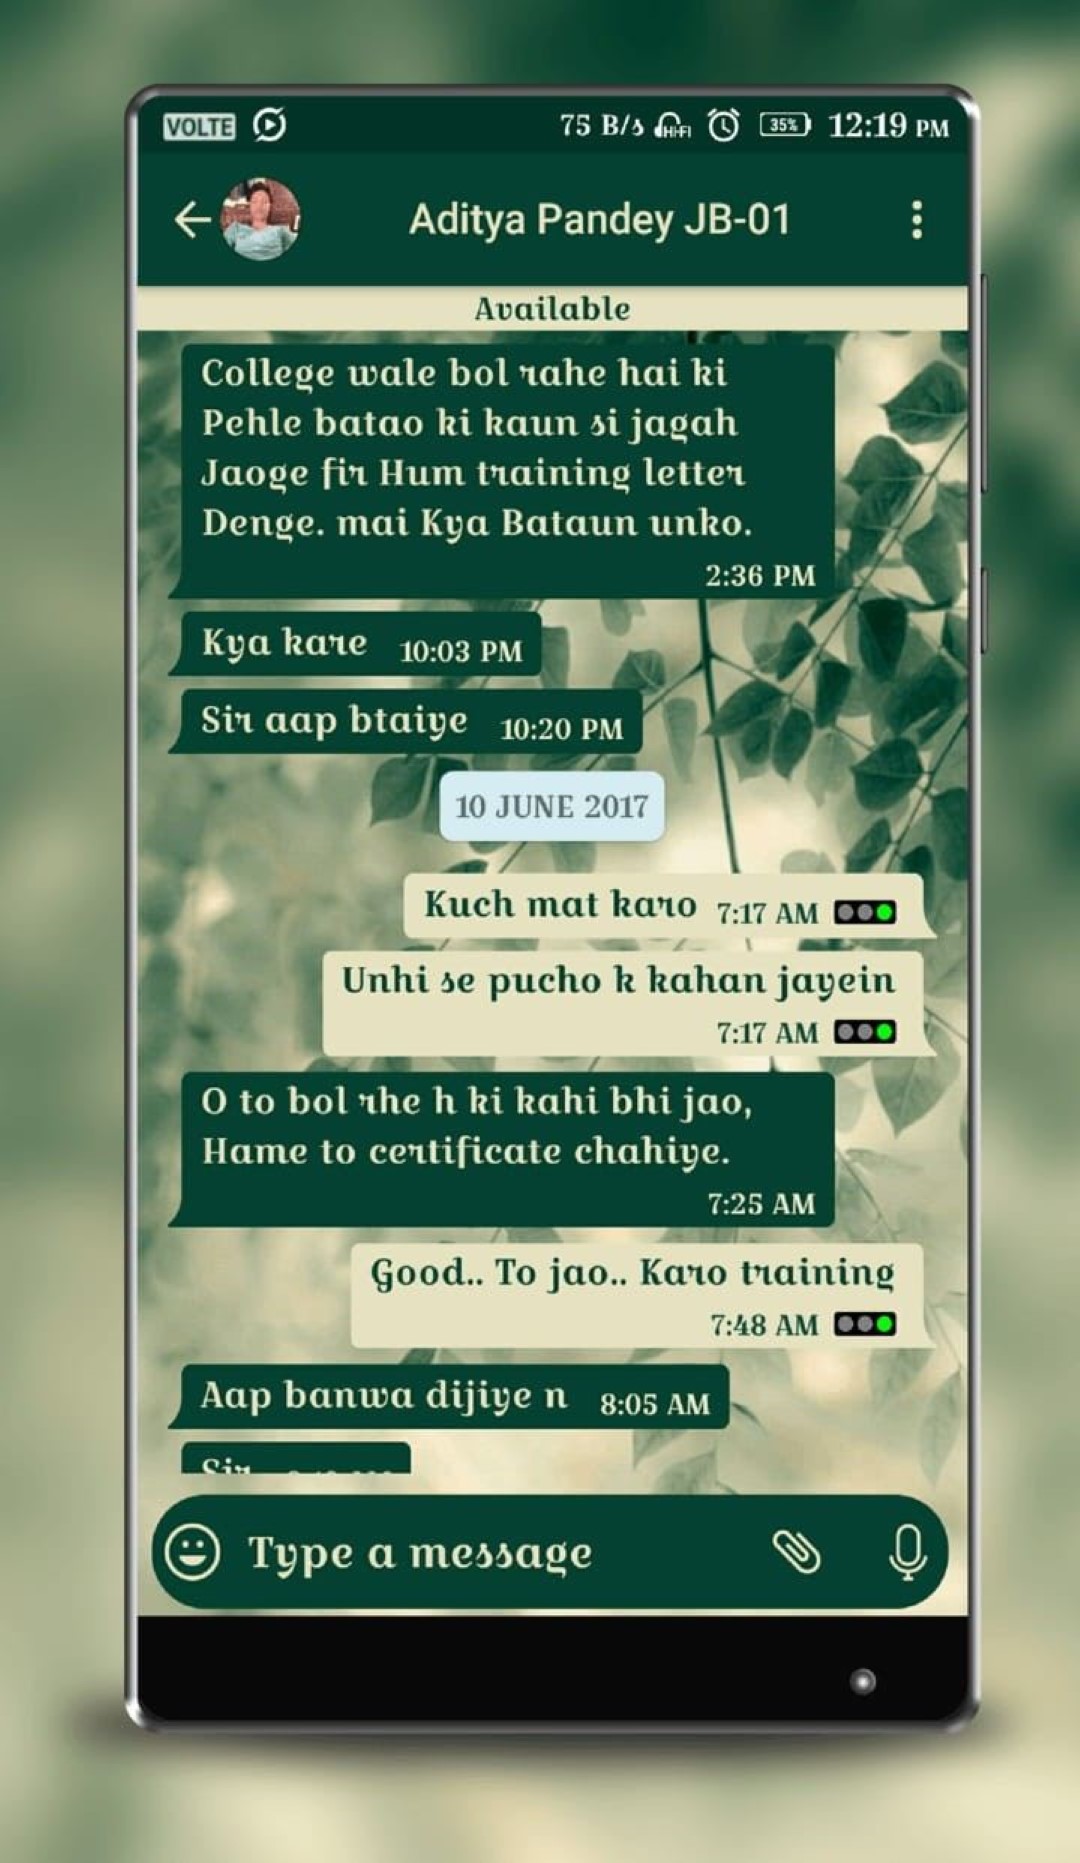 VOLTE
75 B/s Hi-Fi 35% 12:19 PM
Aditya Pandey JB-01
Available
College wale bol rahe hai ki
Pehle batao ki kaun si jagah
Jaoge fir Hum training letter
Denge. mai Kya Bataun unko.
2:36 PM
Kya kare 10:03 PM
Sir aap btaiye 10:20 PM
10 JUNE 2017
Kuch mat karo 7:17 AM
Unhi se pucho k kahan jayein
7:17 AM
O to bol rhe h ki kahi bhi jao,
Hame to certificate chahiye.
7:25 AM
Good.. To jao.. Karo training
7:48 AM
Aap banwa dijiye n 8:05 AM
Sir
Type a message